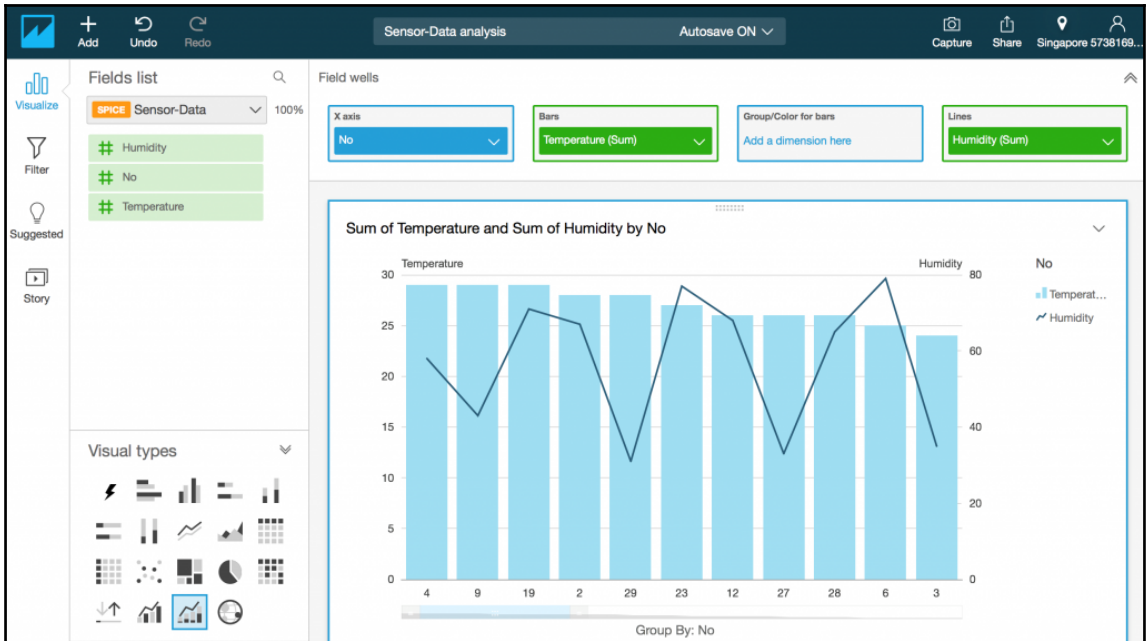 Add Undo Redo
Sensor-Data analysis Autosave ON
Capture Share Singapore 5738169...
Visualize
Filter
Suggested
Story
Fields list
SPICE Sensor-Data 100%
Humidity
No
Temperature
Visual types
Field wells
X axis
No
Bars
Temperature (Sum)
Group/Color for bars
Add a dimension here
Lines
Humidity (Sum)
Sum of Temperature and Sum of Humidity by No
Temperature
30
25
20
15
10
5
0
Humidity
80
60
40
20
0
4 9 19 2 29 23 12 27 28 6 3
Group By: No
No
Temperat...
Humidity